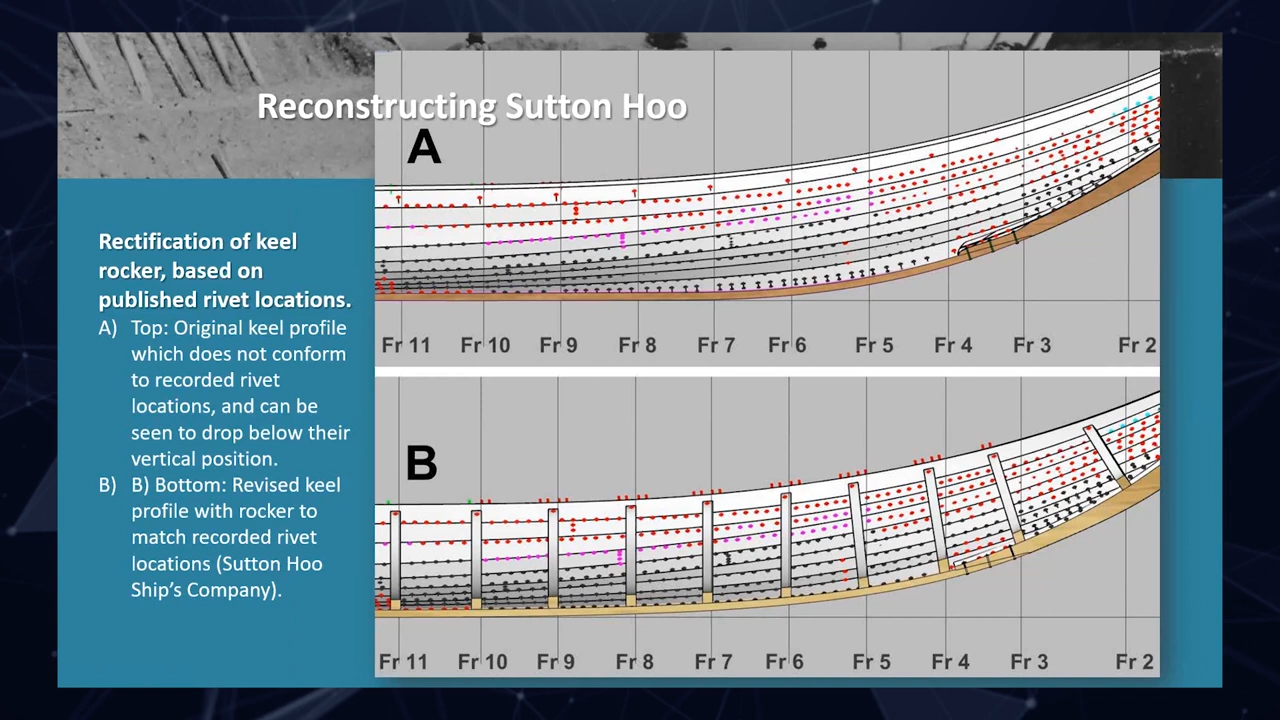 Reconstructing Sutton Hoo
Rectification of keel
rocker, based on
published rivet locations.
A) Top: Original keel profile
which does not conform
to recorded rivet
locations, and can be
seen to drop below their
vertical position.
B) B) Bottom: Revised keel
profile with rocker to
match recorded rivet
locations (Sutton Hoo
Ship's Company).
A
Fr 11 Fr 10 Fr 9 Fr 8 Fr 7 Fr 6 Fr 5 Fr 4 Fr 3 Fr 2
B
Fr 11 Fr 10 Fr 9 Fr 8 Fr 7 Fr 6 Fr 5 Fr 4 Fr 3 Fr 2